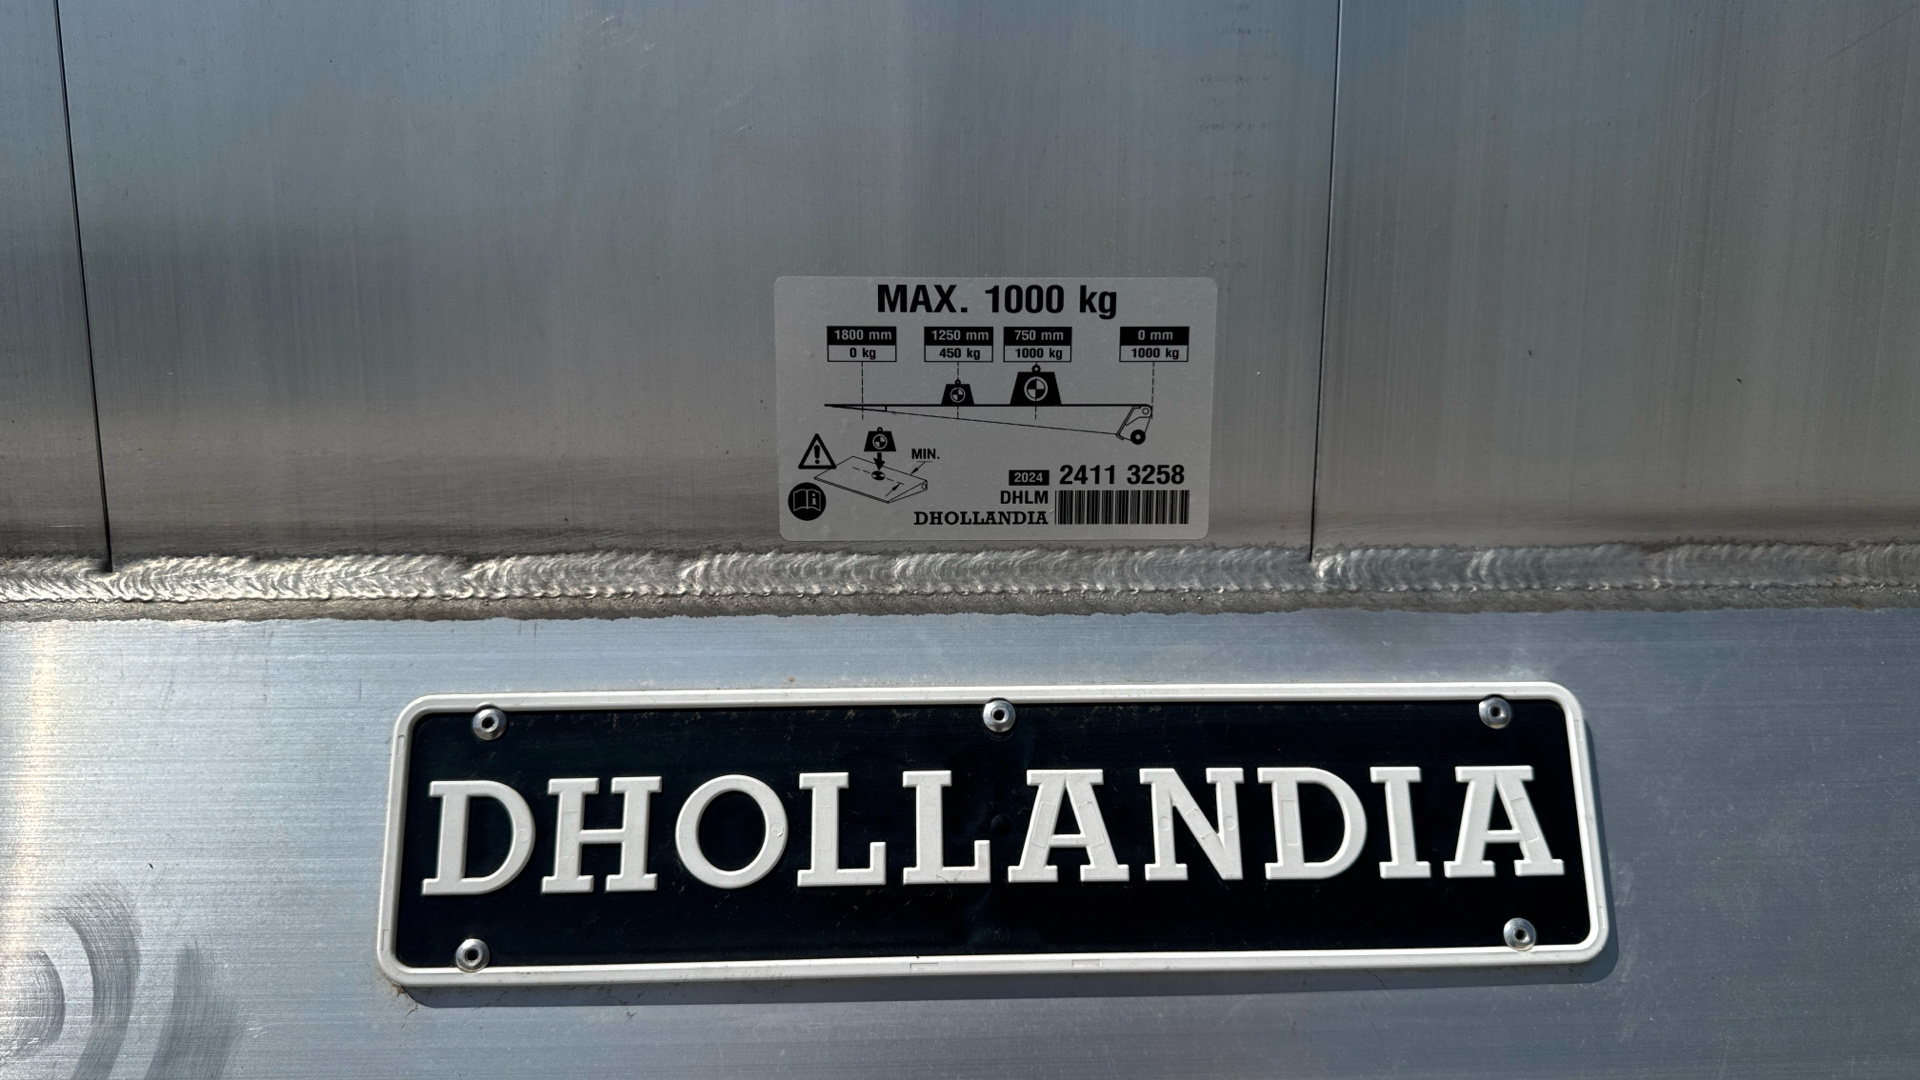 MAX. 1000 kg
1800 mm 1250 mm 750 mm 0 mm
0 kg 450 kg 1000 kg 1000 kg
MIN.
2024 2411 3258
DHLM
DHOLLANDIA
DHOLLANDIA